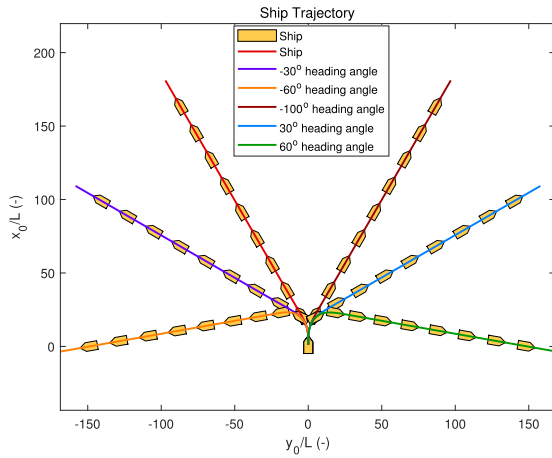 Ship Trajectory
Ship
Ship
-30° heading angle
-60° heading angle
-100° heading angle
30° heading angle
60° heading angle
200
150
100
50
0
x0/L (-)
-150 -100 -50 0 50 100 150
y0/L (-)